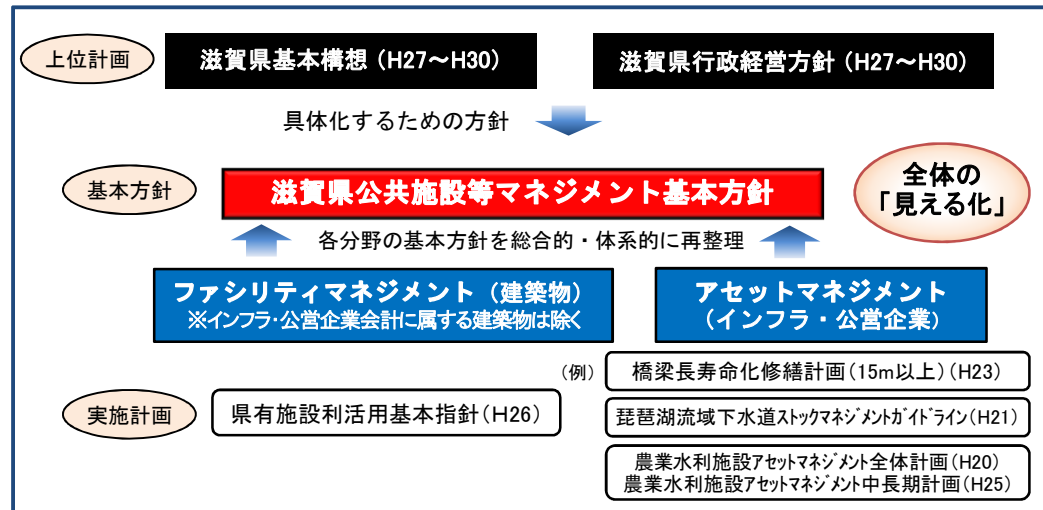 上位計画
滋賀県基本構想(H27～H30)
滋賀県行政経営方針(H27～H30)
具体化するための方針
基本方針
滋賀県公共施設等マネジメント基本方針
全体の
「見える化」
各分野の基本方針を総合的・体系的に再整理
ファシリティマネジメント（建築物）
※インフラ・公営企業会計に属する建築物は除く
アセットマネジメント
（インフラ・公営企業）
実施計画
県有施設利活用基本指針(H26)
（例）
橋梁長寿命化修繕計画(15m以上)(H23)
琵琶湖流域下水道ｽﾄｯｸﾏﾈｼﾞﾒﾝﾄｶﾞｲﾄﾞﾗｲﾝ(H21)
農業水利施設ｱｾｯﾄﾏﾈｼﾞﾒﾝﾄ全体計画(H20)
農業水利施設ｱｾｯﾄﾏﾈｼﾞﾒﾝﾄ中長期計画(H25)